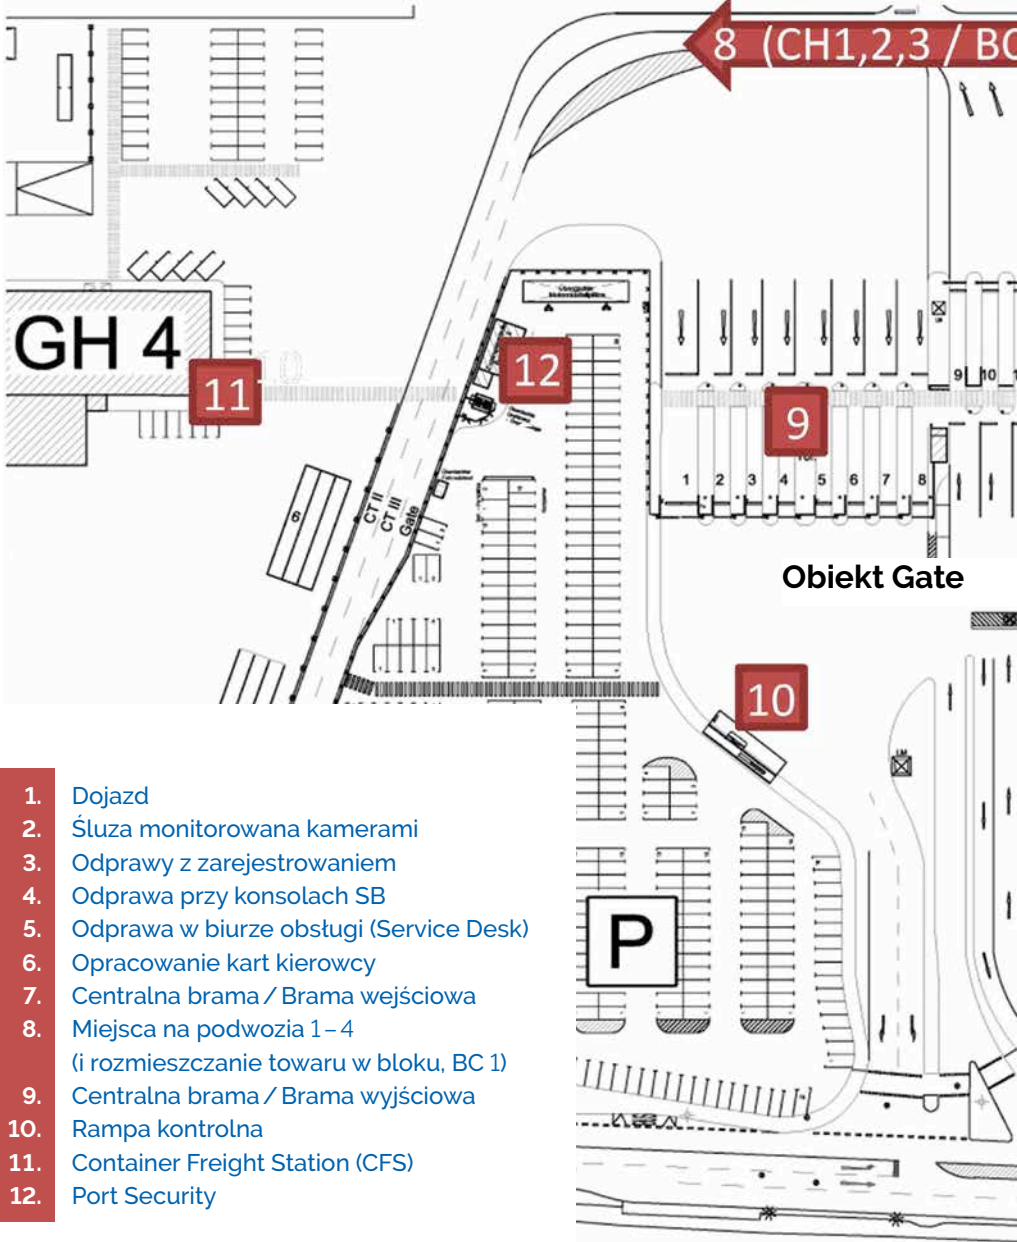 8 (CH1,2,3 / BC
GH 4
11
12
9
9 10 1
1 2 3 4 5 6 7 8
6
CT II
CT III
Gate
Obiekt Gate
10
LM
P
1. Dojazd
2. Śluza monitorowana kamerami
3. Odprawy z zarejestrowaniem
4. Odprawa przy konsolach SB
5. Odprawa w biurze obsługi (Service Desk)
6. Opracowanie kart kierowcy
7. Centralna brama / Brama wejściowa
8. Miejsca na podwozia 1–4
(i rozmieszczanie towaru w bloku, BC 1)
9. Centralna brama / Brama wyjściowa
10. Rampa kontrolna
11. Container Freight Station (CFS)
12. Port Security